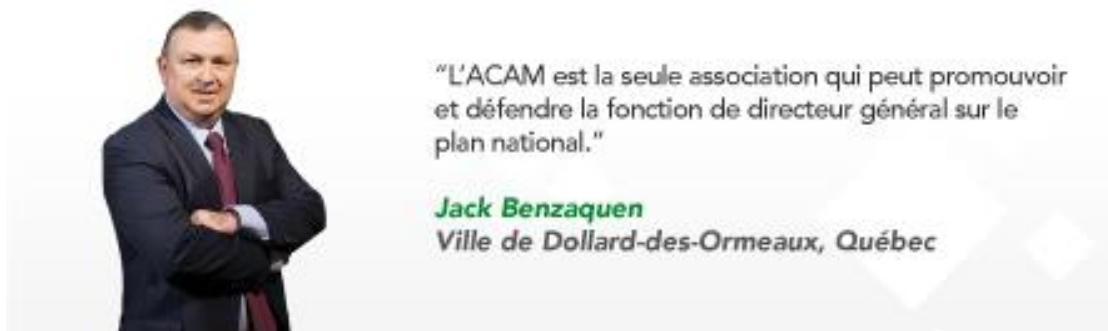 “L’ACAM est la seule association qui peut promouvoir
et défendre la fonction de directeur général sur le
plan national.”
Jack Benzaquen
Ville de Dollard-des-Ormeaux, Québec